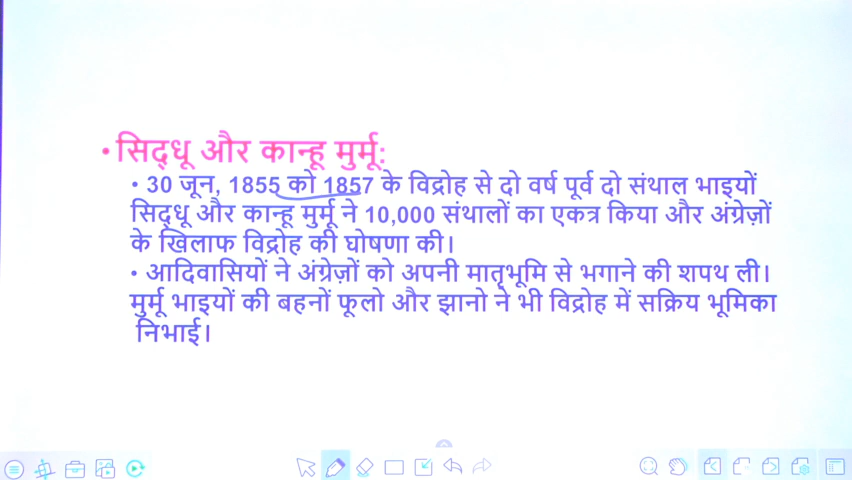 • सिद्धू और कान्हू मुर्मू:
• 30 जून, 1855 को 1857 के विद्रोह से दो वर्ष पूर्व दो संथाल भाइयों
सिद्धू और कान्हू मुर्मू ने 10,000 संथालों का एकत्र किया और अंग्रेज़ों
के खिलाफ विद्रोह की घोषणा की।
• आदिवासियों ने अंग्रेज़ों को अपनी मातृभूमि से भगाने की शपथ ली।
मुर्मू भाइयों की बहनों फूलो और झानो ने भी विद्रोह में सक्रिय भूमिका
निभाई।